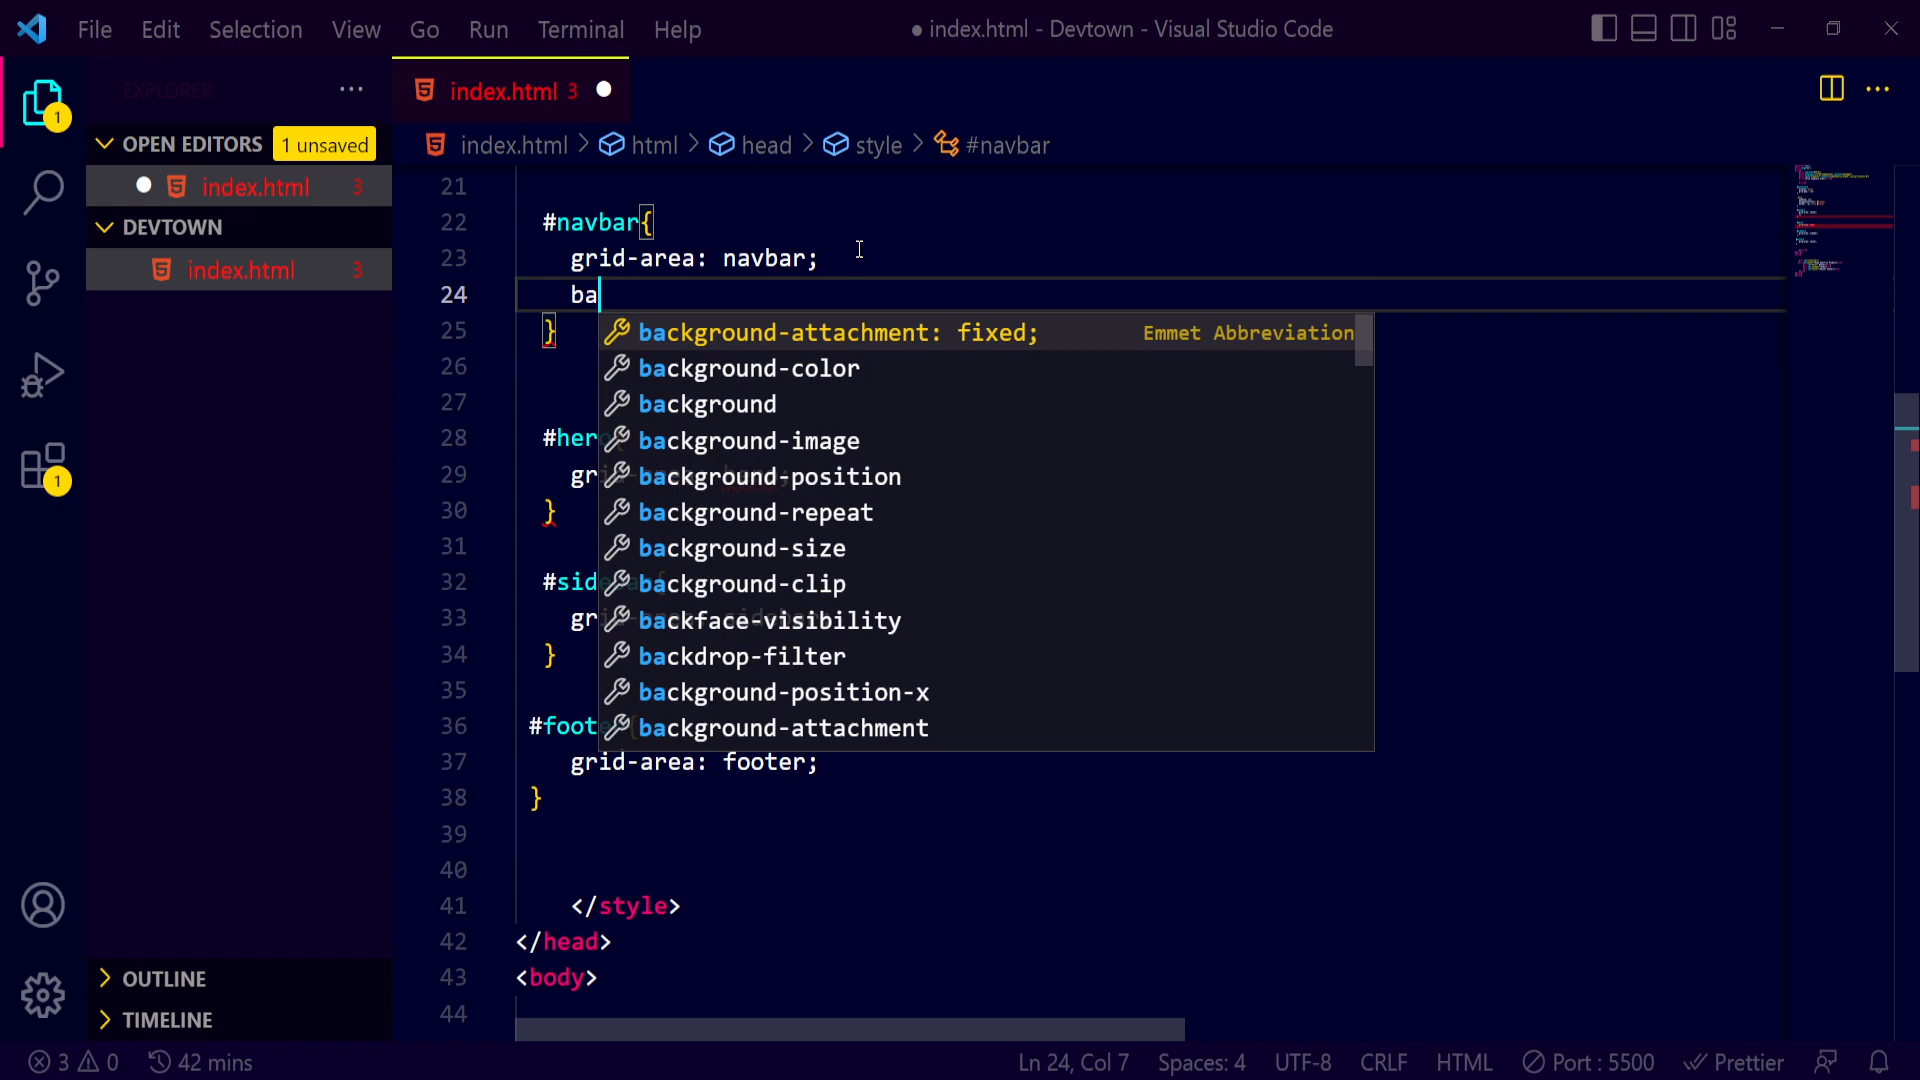 File Edit Selection View Go Run Terminal Help
● index.html - Devtown - Visual Studio Code
EXPLORER ···
index.html 3 ●
1
OPEN EDITORS 1 unsaved
index.html > html > head > style > #navbar
index.html 3
DEVTOWN
index.html 3
1
21
22 #navbar{
23 grid-area: navbar;
24 ba
25 }
26
27
28 #her
29 gr
30 }
31
32 #sid
33 gr
34 }
35
36 #foot
37 grid-area: footer;
38 }
39
40
41 </style>
42 </head>
43 <body>
44
background-attachment: fixed; Emmet Abbreviation
background-color
background
background-image
background-position
background-repeat
background-size
background-clip
backface-visibility
backdrop-filter
background-position-x
background-attachment
OUTLINE
TIMELINE
3 0 42 mins
Ln 24, Col 7 Spaces: 4 UTF-8 CRLF HTML Port : 5500 Prettier